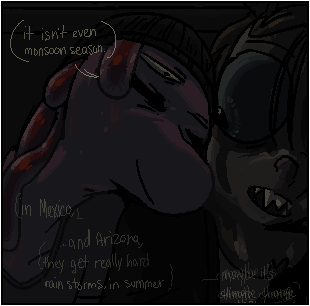 it isn't even
monsoon season.
(in Mexico,
...and Arizona,
(they get really hard
rain storms, in summer)
—maybe it's
climate change